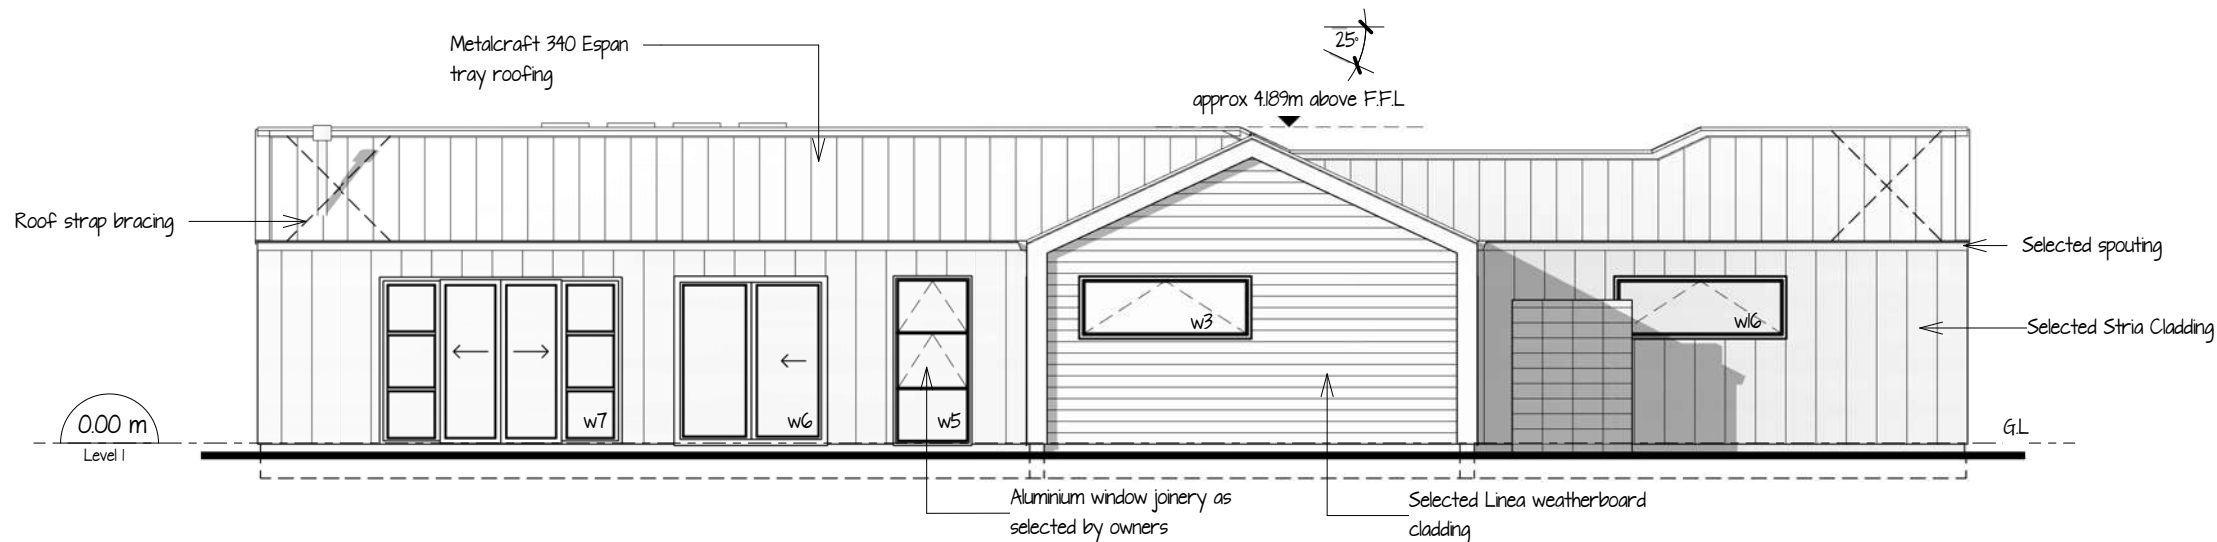 Metalcraft 340 Espan
tray roofing
25°
approx 4.189m above F.F.L
Roof strap bracing
Selected spouting
w3
w16
Selected Stria Cladding
w7
w6
w5
0.00 m
Level 1
G.L
Aluminium window joinery as
selected by owners
Selected Linea weatherboard
cladding